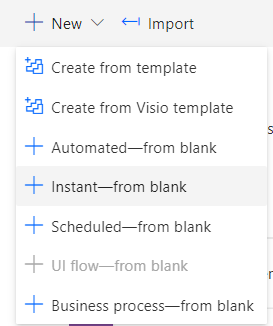 New Import
Create from template
Create from Visio template
Automated—from blank
Instant—from blank
Scheduled—from blank
UI flow—from blank
Business process—from blank